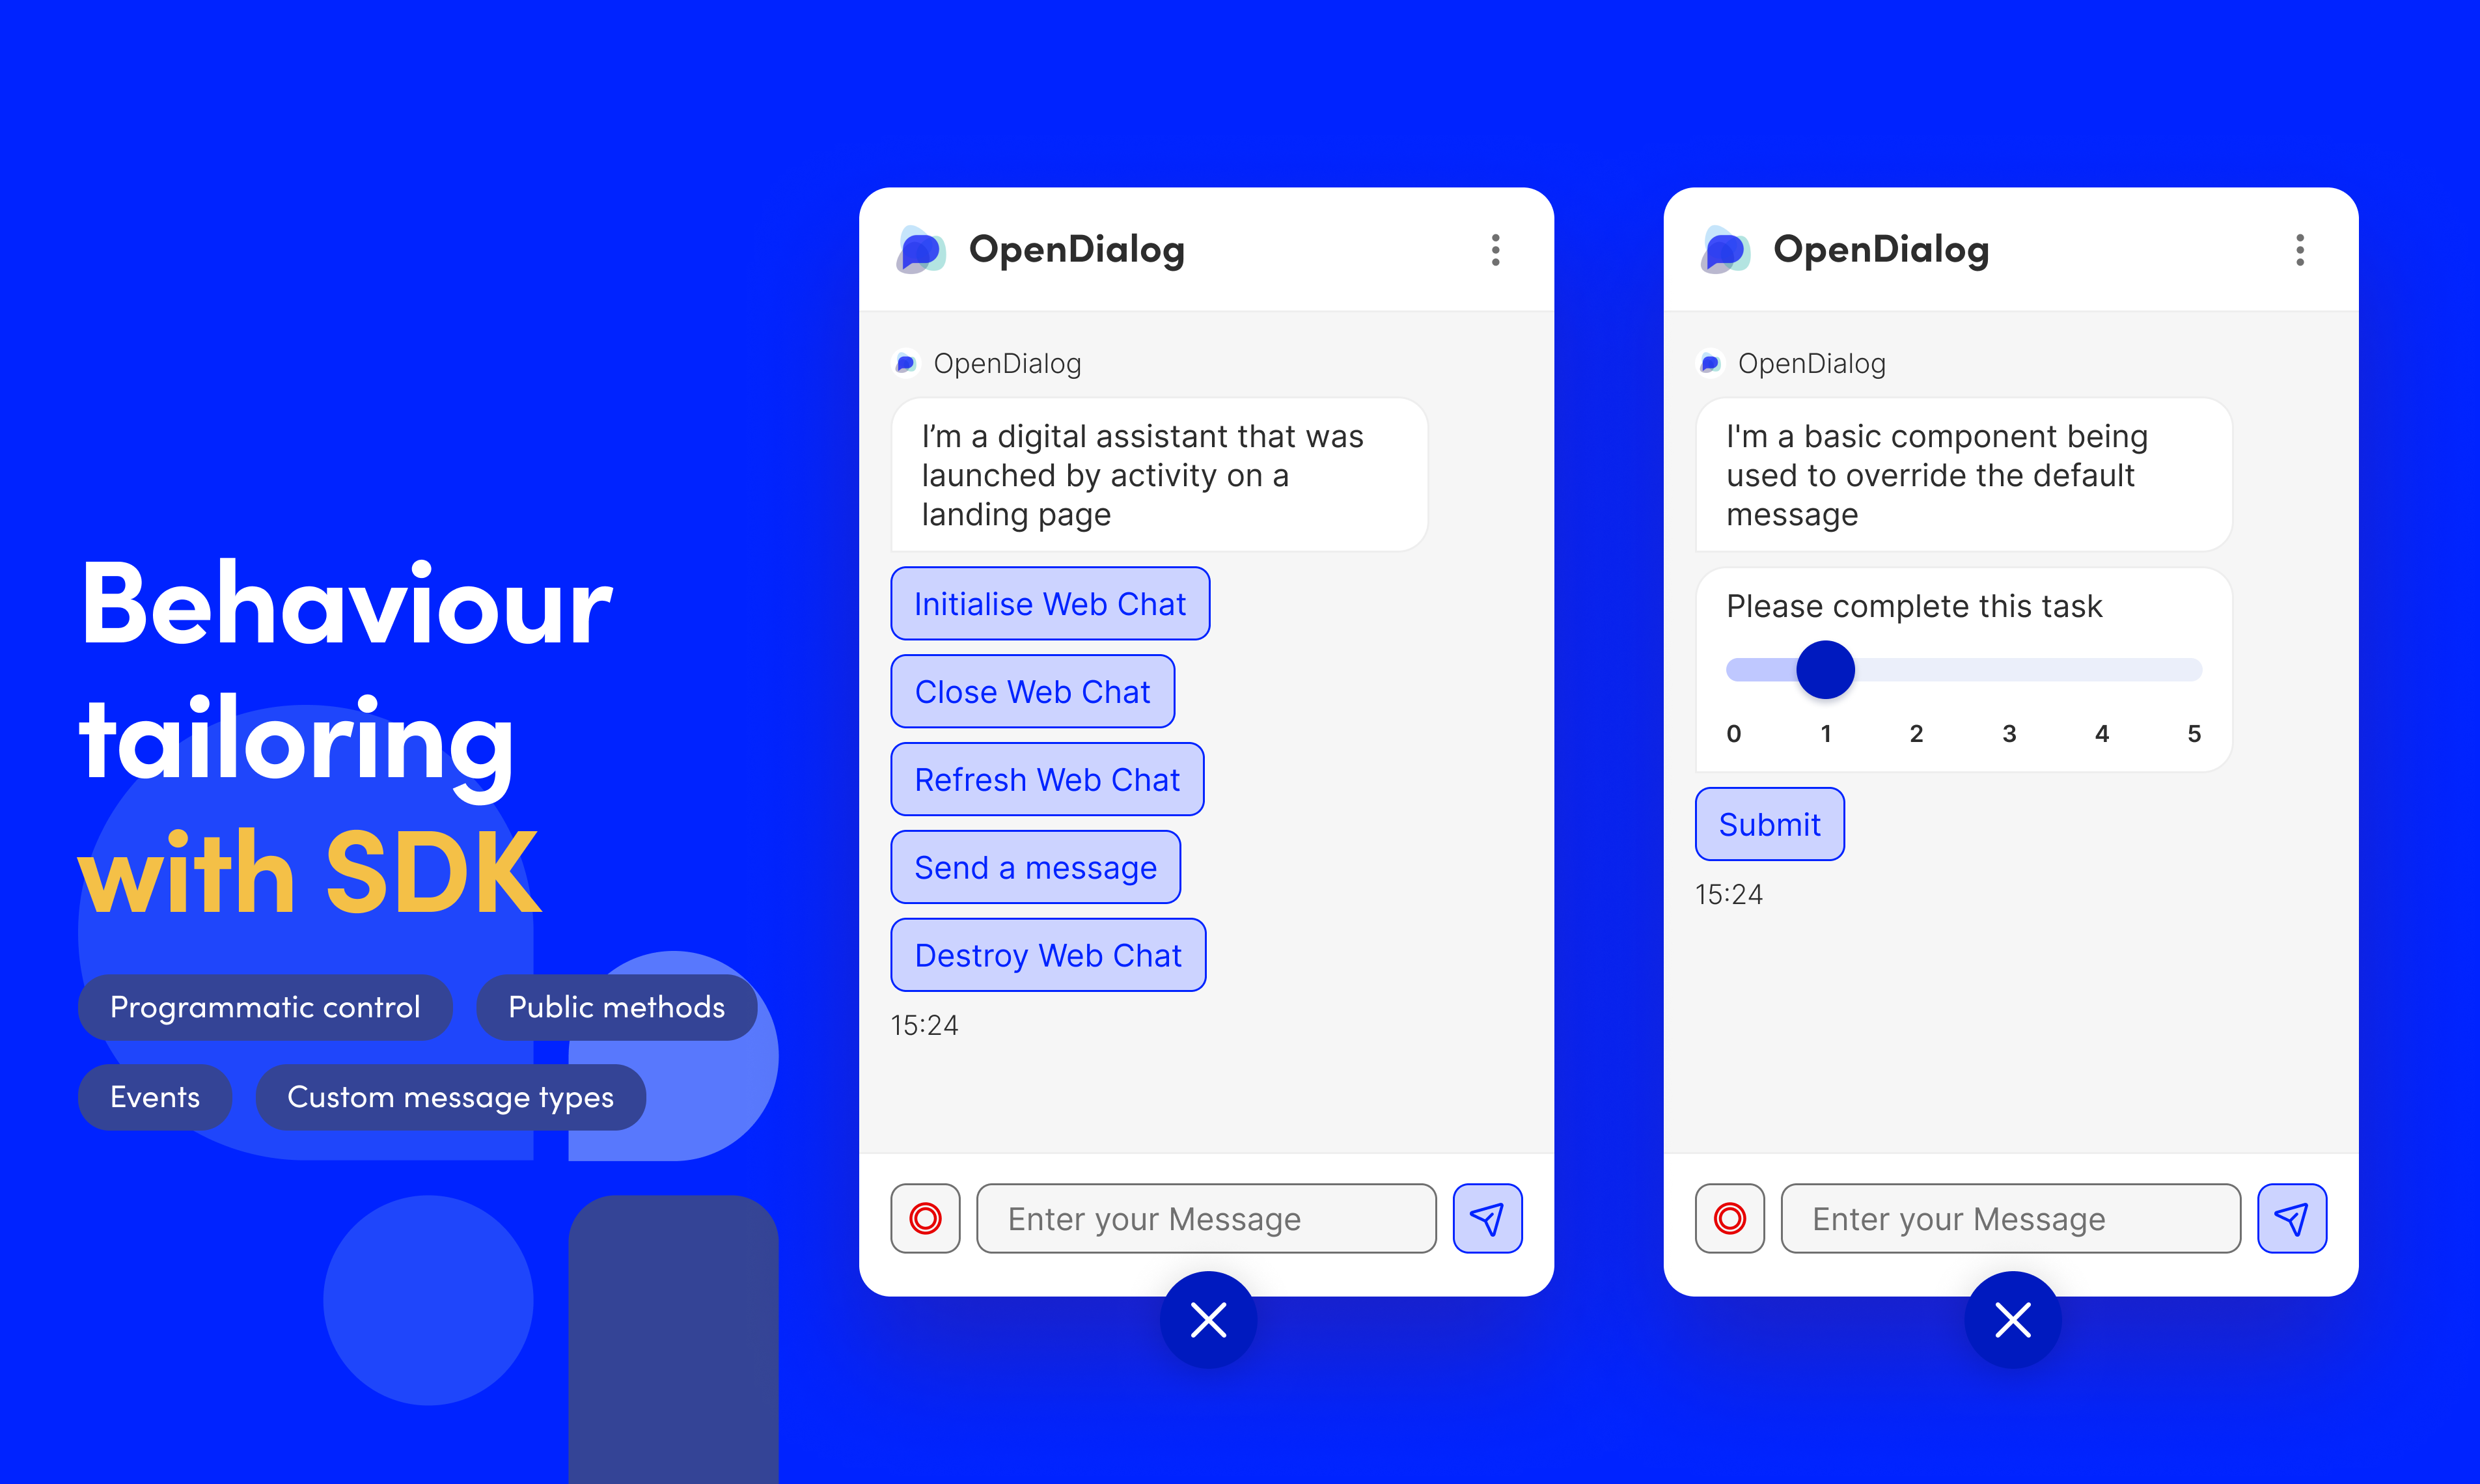 Behaviour
tailoring
with SDK
Programmatic control
Public methods
Events
Custom message types
OpenDialog
OpenDialog
I’m a digital assistant that was
launched by activity on a
landing page
Initialise Web Chat
Close Web Chat
Refresh Web Chat
Send a message
Destroy Web Chat
15:24
Enter your Message
OpenDialog
OpenDialog
I'm a basic component being
used to override the default
message
Please complete this task
0 1 2 3 4 5
Submit
15:24
Enter your Message